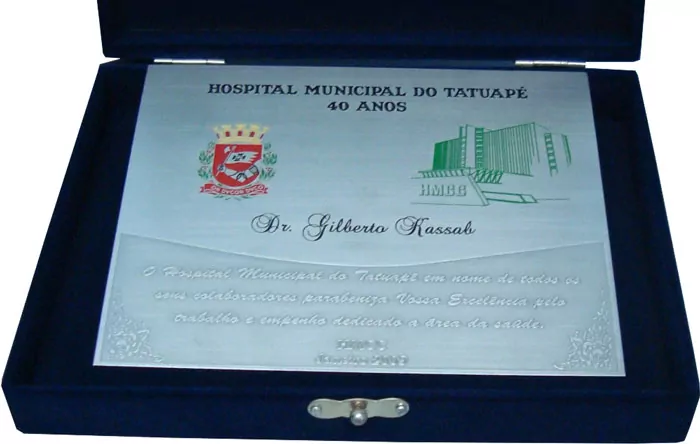 HOSPITAL MUNICIPAL DO TATUAPÉ
40 ANOS
HMCC
Dr. Gilberto Kassab
O Hospital Municipal do Tatuapé em nome de todos os
seus colaboradores parabeniza Vossa Excelência pelo
trabalho e empenho dedicado a área da saúde.